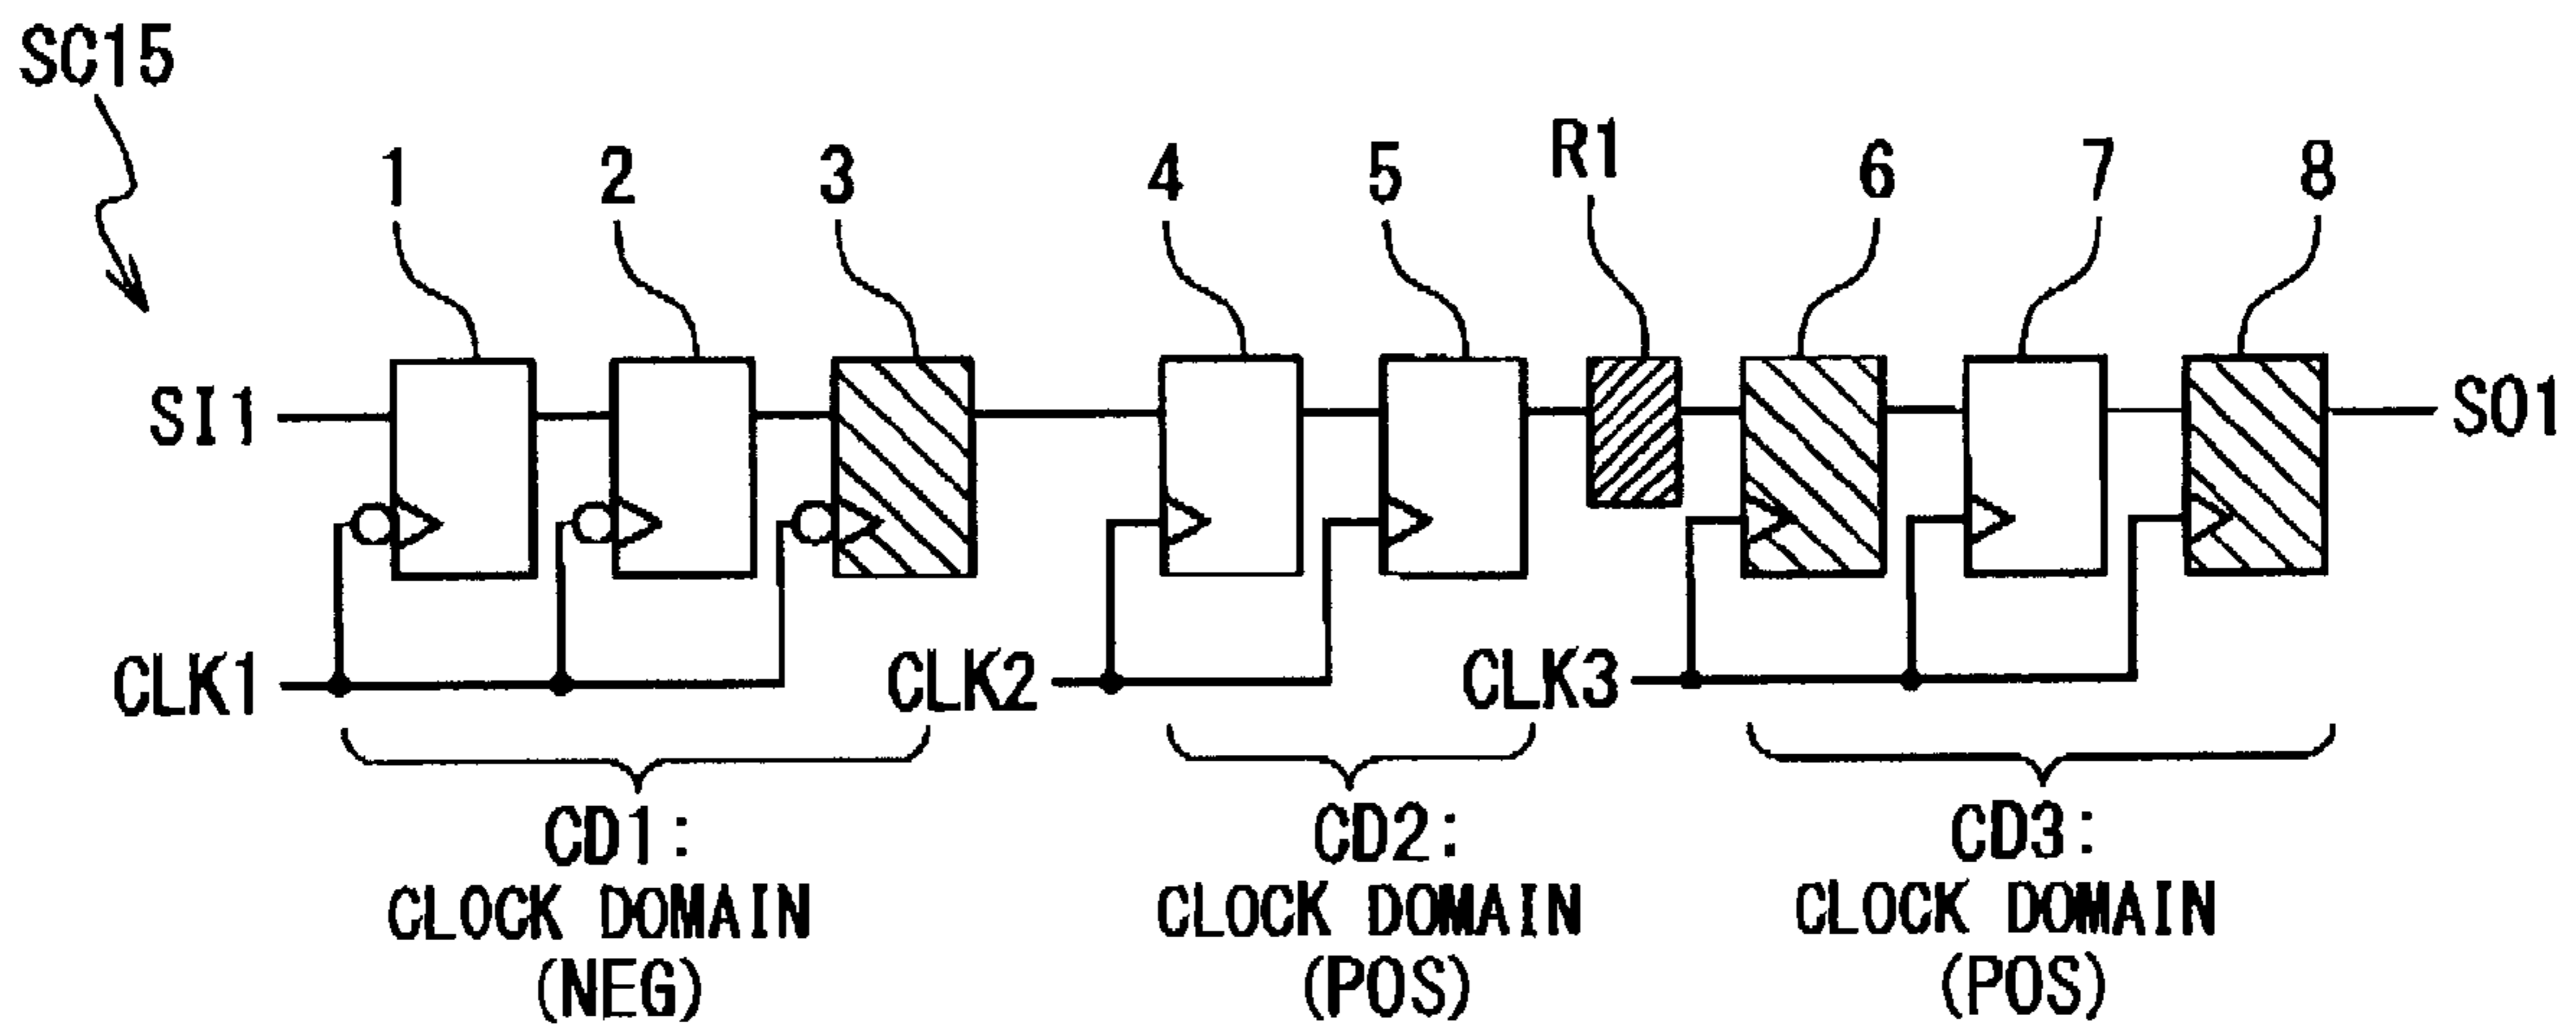 SC15
1
2
3
4
5
R1
6
7
8
SI1
SO1
CLK1
CLK2
CLK3
CD1:
CLOCK DOMAIN
(NEG)
CD2:
CLOCK DOMAIN
(POS)
CD3:
CLOCK DOMAIN
(POS)